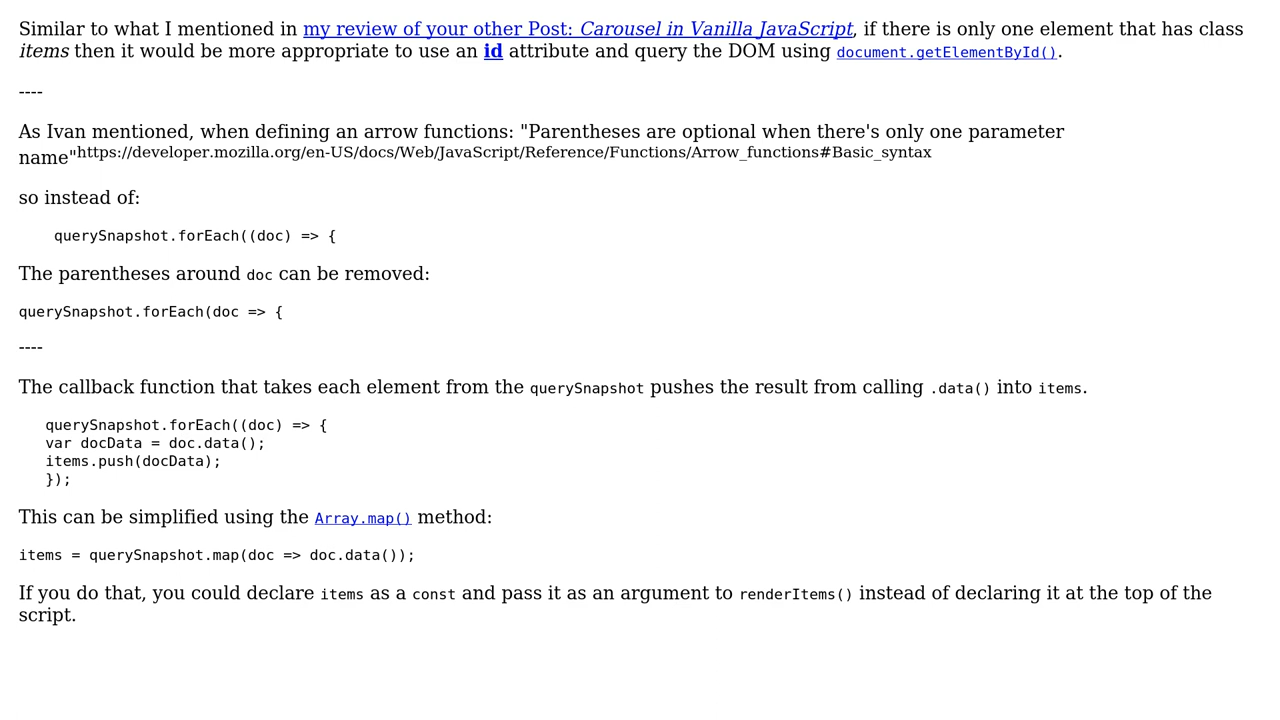 Similar to what I mentioned in my review of your other Post: Carousel in Vanilla JavaScript, if there is only one element that has class
items then it would be more appropriate to use an id attribute and query the DOM using document.getElementById().
----
As Ivan mentioned, when defining an arrow functions: "Parentheses are optional when there's only one parameter
name"https://developer.mozilla.org/en-US/docs/Web/JavaScript/Reference/Functions/Arrow_functions#Basic_syntax
so instead of:
querySnapshot.forEach((doc) => {
The parentheses around doc can be removed:
querySnapshot.forEach(doc => {
----
The callback function that takes each element from the querySnapshot pushes the result from calling .data() into items.
querySnapshot.forEach((doc) => {
var docData = doc.data();
items.push(docData);
});
This can be simplified using the Array.map() method:
items = querySnapshot.map(doc => doc.data());
If you do that, you could declare items as a const and pass it as an argument to renderItems() instead of declaring it at the top of the
script.